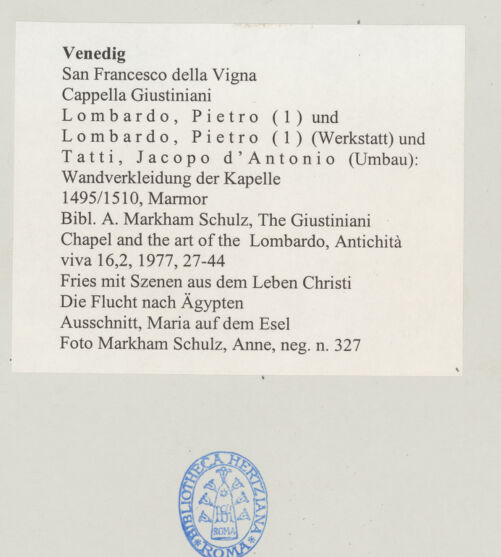 Venedig
San Francesco della Vigna
Cappella Giustiniani
Lombardo, Pietro (1) und
Lombardo, Pietro (1) (Werkstatt) und
Tatti, Jacopo d'Antonio (Umbau):
Wandverkleidung der Kapelle
1495/1510, Marmor
Bibl. A. Markham Schulz, The Giustiniani
Chapel and the art of the Lombardo, Antichità
viva 16,2, 1977, 27-44
Fries mit Szenen aus dem Leben Christi
Die Flucht nach Ägypten
Ausschnitt, Maria auf dem Esel
Foto Markham Schulz, Anne, neg. n. 327
BIBLIOTHECA HERTZIANA
ROMA
*ROMA*